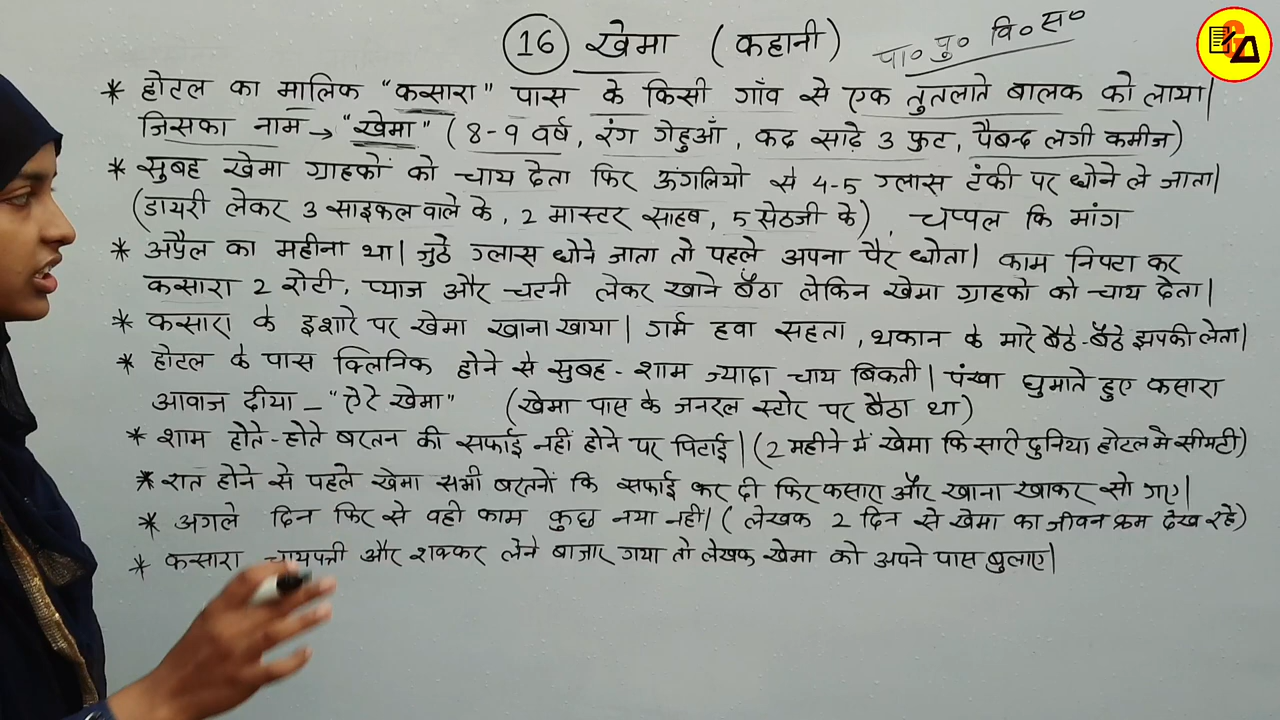 16 खेमा (कहानी) पा० पु० वि० स०
* होटल का मालिक "कसारा" पास के किसी गाँव से एक तुतलाते बालक को लाया|
जिसका नाम → "खेमा" (8-9 वर्ष, रंग गेहुआँ, कद साढे 3 फुट, पैबन्द लगी कमीज)
* सुबह खेमा ग्राहकों को चाय देता फिर ऊंगलियो से 4-5 ग्लास टंकी पर धोने ले जाता|
(डायरी लेकर 3 साइकल वाले के, 2 मास्टर साहब, 5 सेठजी के), चप्पल कि मांग
* अप्रैल का महीना था| जुठे ग्लास धोने जाता तो पहले अपना पैर धोता| काम निपटा कर
कसारा 2 रोटी, प्याज और चटनी लेकर खाने बैठा लेकिन खेमा ग्राहको को चाय देता|
* कसारा के इशारे पर खेमा खाना खाया| गर्म हवा सहता, थकान के मारे बैठे-बैठे झपकी लेता|
* होटल के पास क्लिनिक होने से सुबह-शाम ज्यादा चाय बिकती| पंखा घुमाते हुए कसारा
आवाज दीया - "ऐरे खेमा" (खेमा पास के जनरल स्टोर पर बैठा था)
* शाम होते-होते बरतन की सफाई नहीं होने पर पिटाई| (2 महीने में खेमा कि सारी दुनिया होटल मे सीमटी)
* रात होने से पहले खेमा सभी बरतनों कि सफाई कर दी फिर कसारा और खाना खाकर सो गए|
* अगले दिन फिर से वही काम कुछ नया नहीं| (लेखक 2 दिन से खेमा का जीवन क्रम देख रहे)
* कसारा चायपत्ती और शक्कर लेने बाजार गया तो लेखक खेमा को अपने पास बुलाए|